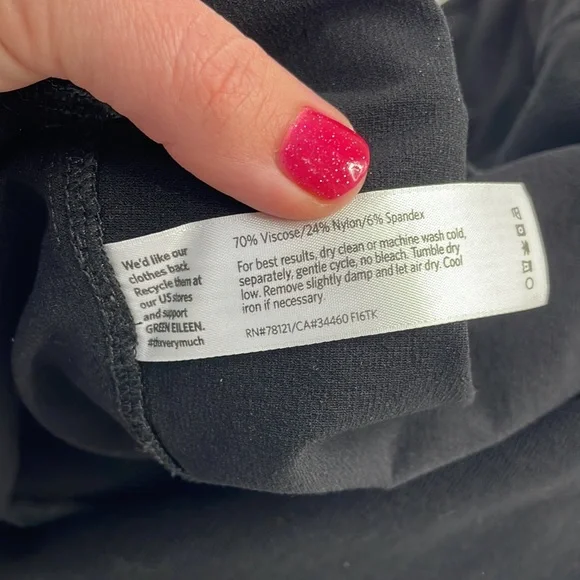 We'd like our
clothes back.
Recycle them at
our US stores
and support
GREEN EILEEN.
#thxverymuch
70% Viscose/24% Nylon/6% Spandex
For best results, dry clean or machine wash cold,
separately, gentle cycle, no bleach. Tumble dry
low. Remove slightly damp and let air dry. Cool
iron if necessary
RN#78121/CA#34460 F16TK